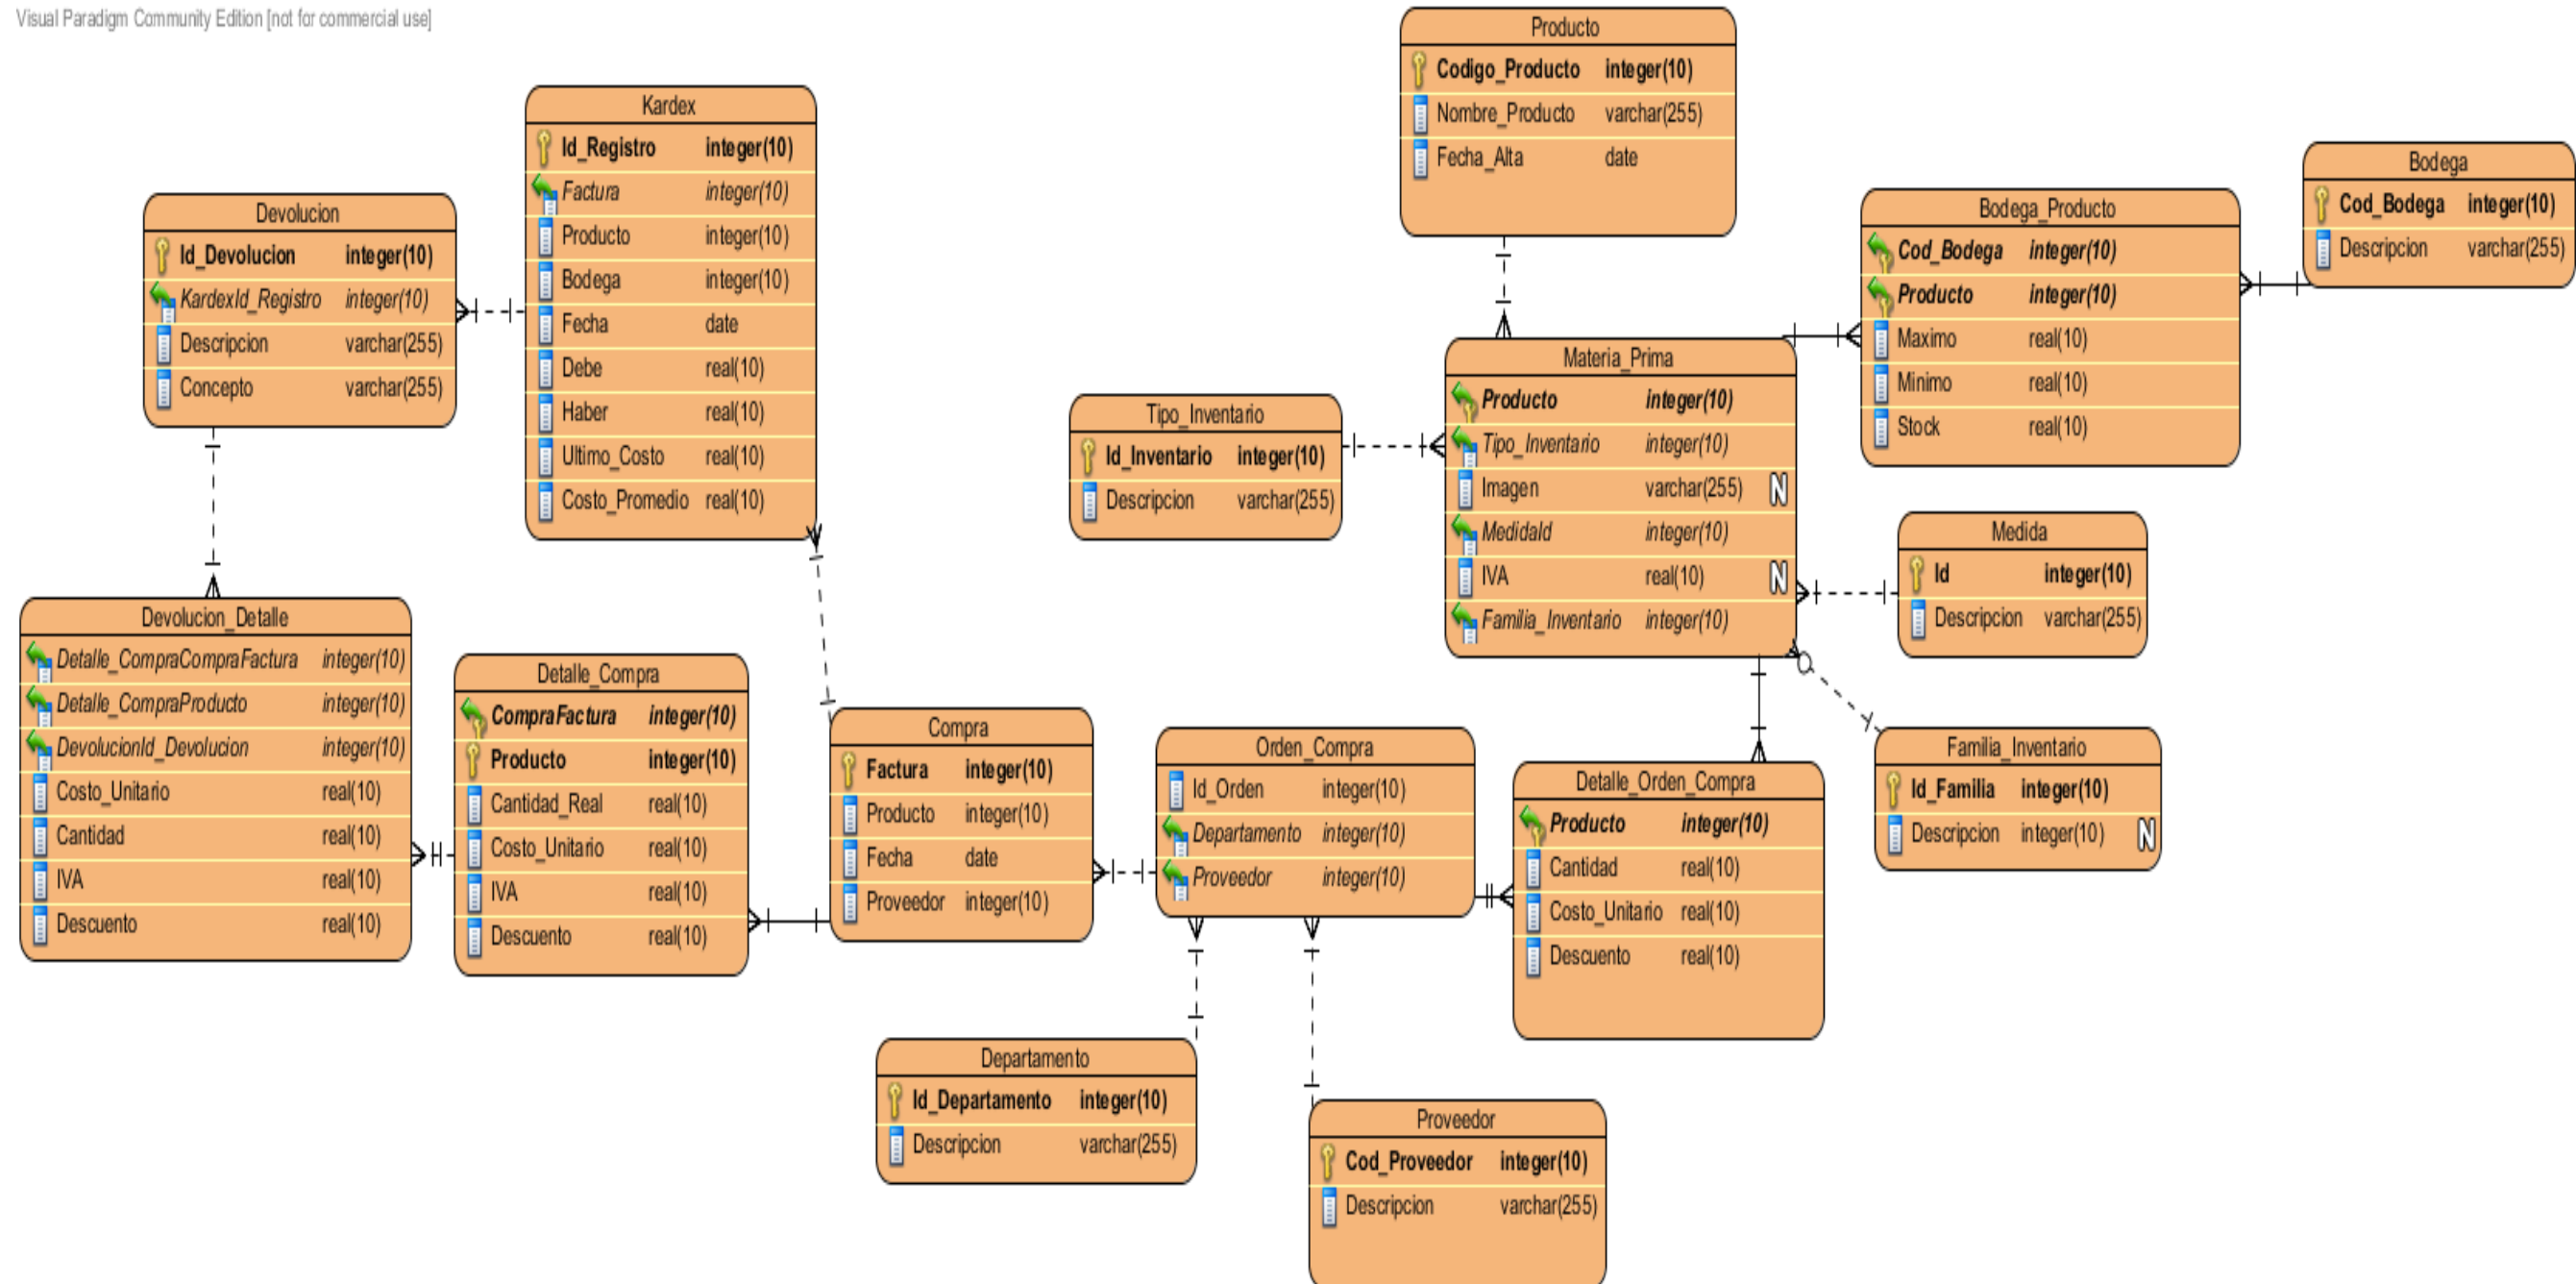 Visual Paradigm Community Edition [not for commercial use]
Producto
Codigo_Producto integer(10)
Nombre_Producto varchar(255)
Fecha_Alta date
Kardex
Id_Registro integer(10)
Factura integer(10)
Producto integer(10)
Bodega integer(10)
Fecha date
Debe real(10)
Haber real(10)
Ultimo_Costo real(10)
Costo_Promedio real(10)
Bodega
Cod_Bodega integer(10)
Descripcion varchar(255)
Devolucion
Id_Devolucion integer(10)
KardexId_Registro integer(10)
Descripcion varchar(255)
Concepto varchar(255)
Bodega_Producto
Cod_Bodega integer(10)
Producto integer(10)
Maximo real(10)
Minimo real(10)
Stock real(10)
Materia_Prima
Producto integer(10)
Tipo_Inventario integer(10)
Imagen varchar(255) N
MedidaId integer(10)
IVA real(10) N
Familia_Inventario integer(10)
Tipo_Inventario
Id_Inventario integer(10)
Descripcion varchar(255)
Medida
Id integer(10)
Descripcion varchar(255)
Devolucion_Detalle
Detalle_CompraCompraFactura integer(10)
Detalle_CompraProducto integer(10)
DevolucionId_Devolucion integer(10)
Costo_Unitario real(10)
Cantidad real(10)
IVA real(10)
Descuento real(10)
Detalle_Compra
CompraFactura integer(10)
Producto integer(10)
Cantidad_Real real(10)
Costo_Unitario real(10)
IVA real(10)
Descuento real(10)
Compra
Factura integer(10)
Producto integer(10)
Fecha date
Proveedor integer(10)
Orden_Compra
Id_Orden integer(10)
Departamento integer(10)
Proveedor integer(10)
Detalle_Orden_Compra
Producto integer(10)
Cantidad real(10)
Costo_Unitario real(10)
Descuento real(10)
Familia_Inventario
Id_Familia integer(10)
Descripcion integer(10) N
Departamento
Id_Departamento integer(10)
Descripcion varchar(255)
Proveedor
Cod_Proveedor integer(10)
Descripcion varchar(255)